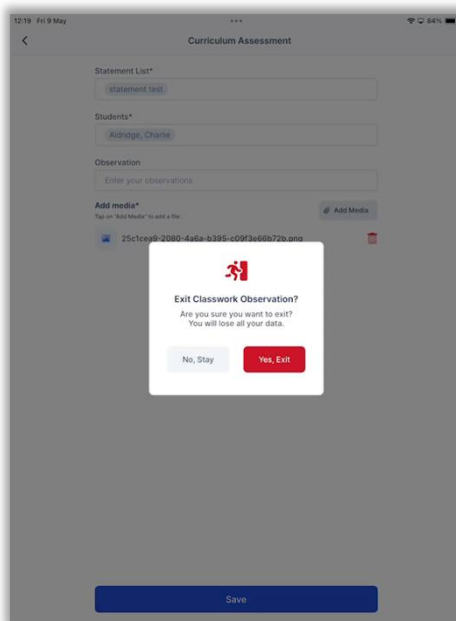 12:19 Fri 9 May
84%
Curriculum Assessment
Statement List*
statement test
Students*
Aldridge, Charlie
Observation
Enter your observations
Add media*
Tap on "Add Media" to add a file.
Add Media
25c1cea9-2080-4a6a-b395-c09f3e66b72b.png
Exit Classwork Observation?
Are you sure you want to exit?
You will lose all your data.
No, Stay
Yes, Exit
Save